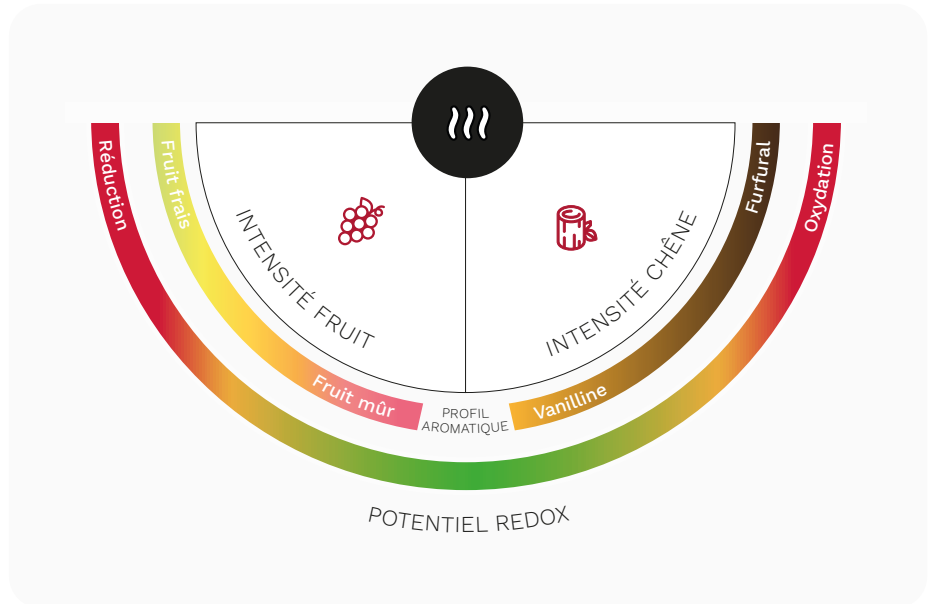 Réduction
Fruit frais
INTENSITÉ FRUIT
INTENSITÉ CHÊNE
Furfural
Oxydation
Fruit mûr
PROFIL
AROMATIQUE
Vanilline
POTENTIEL REDOX